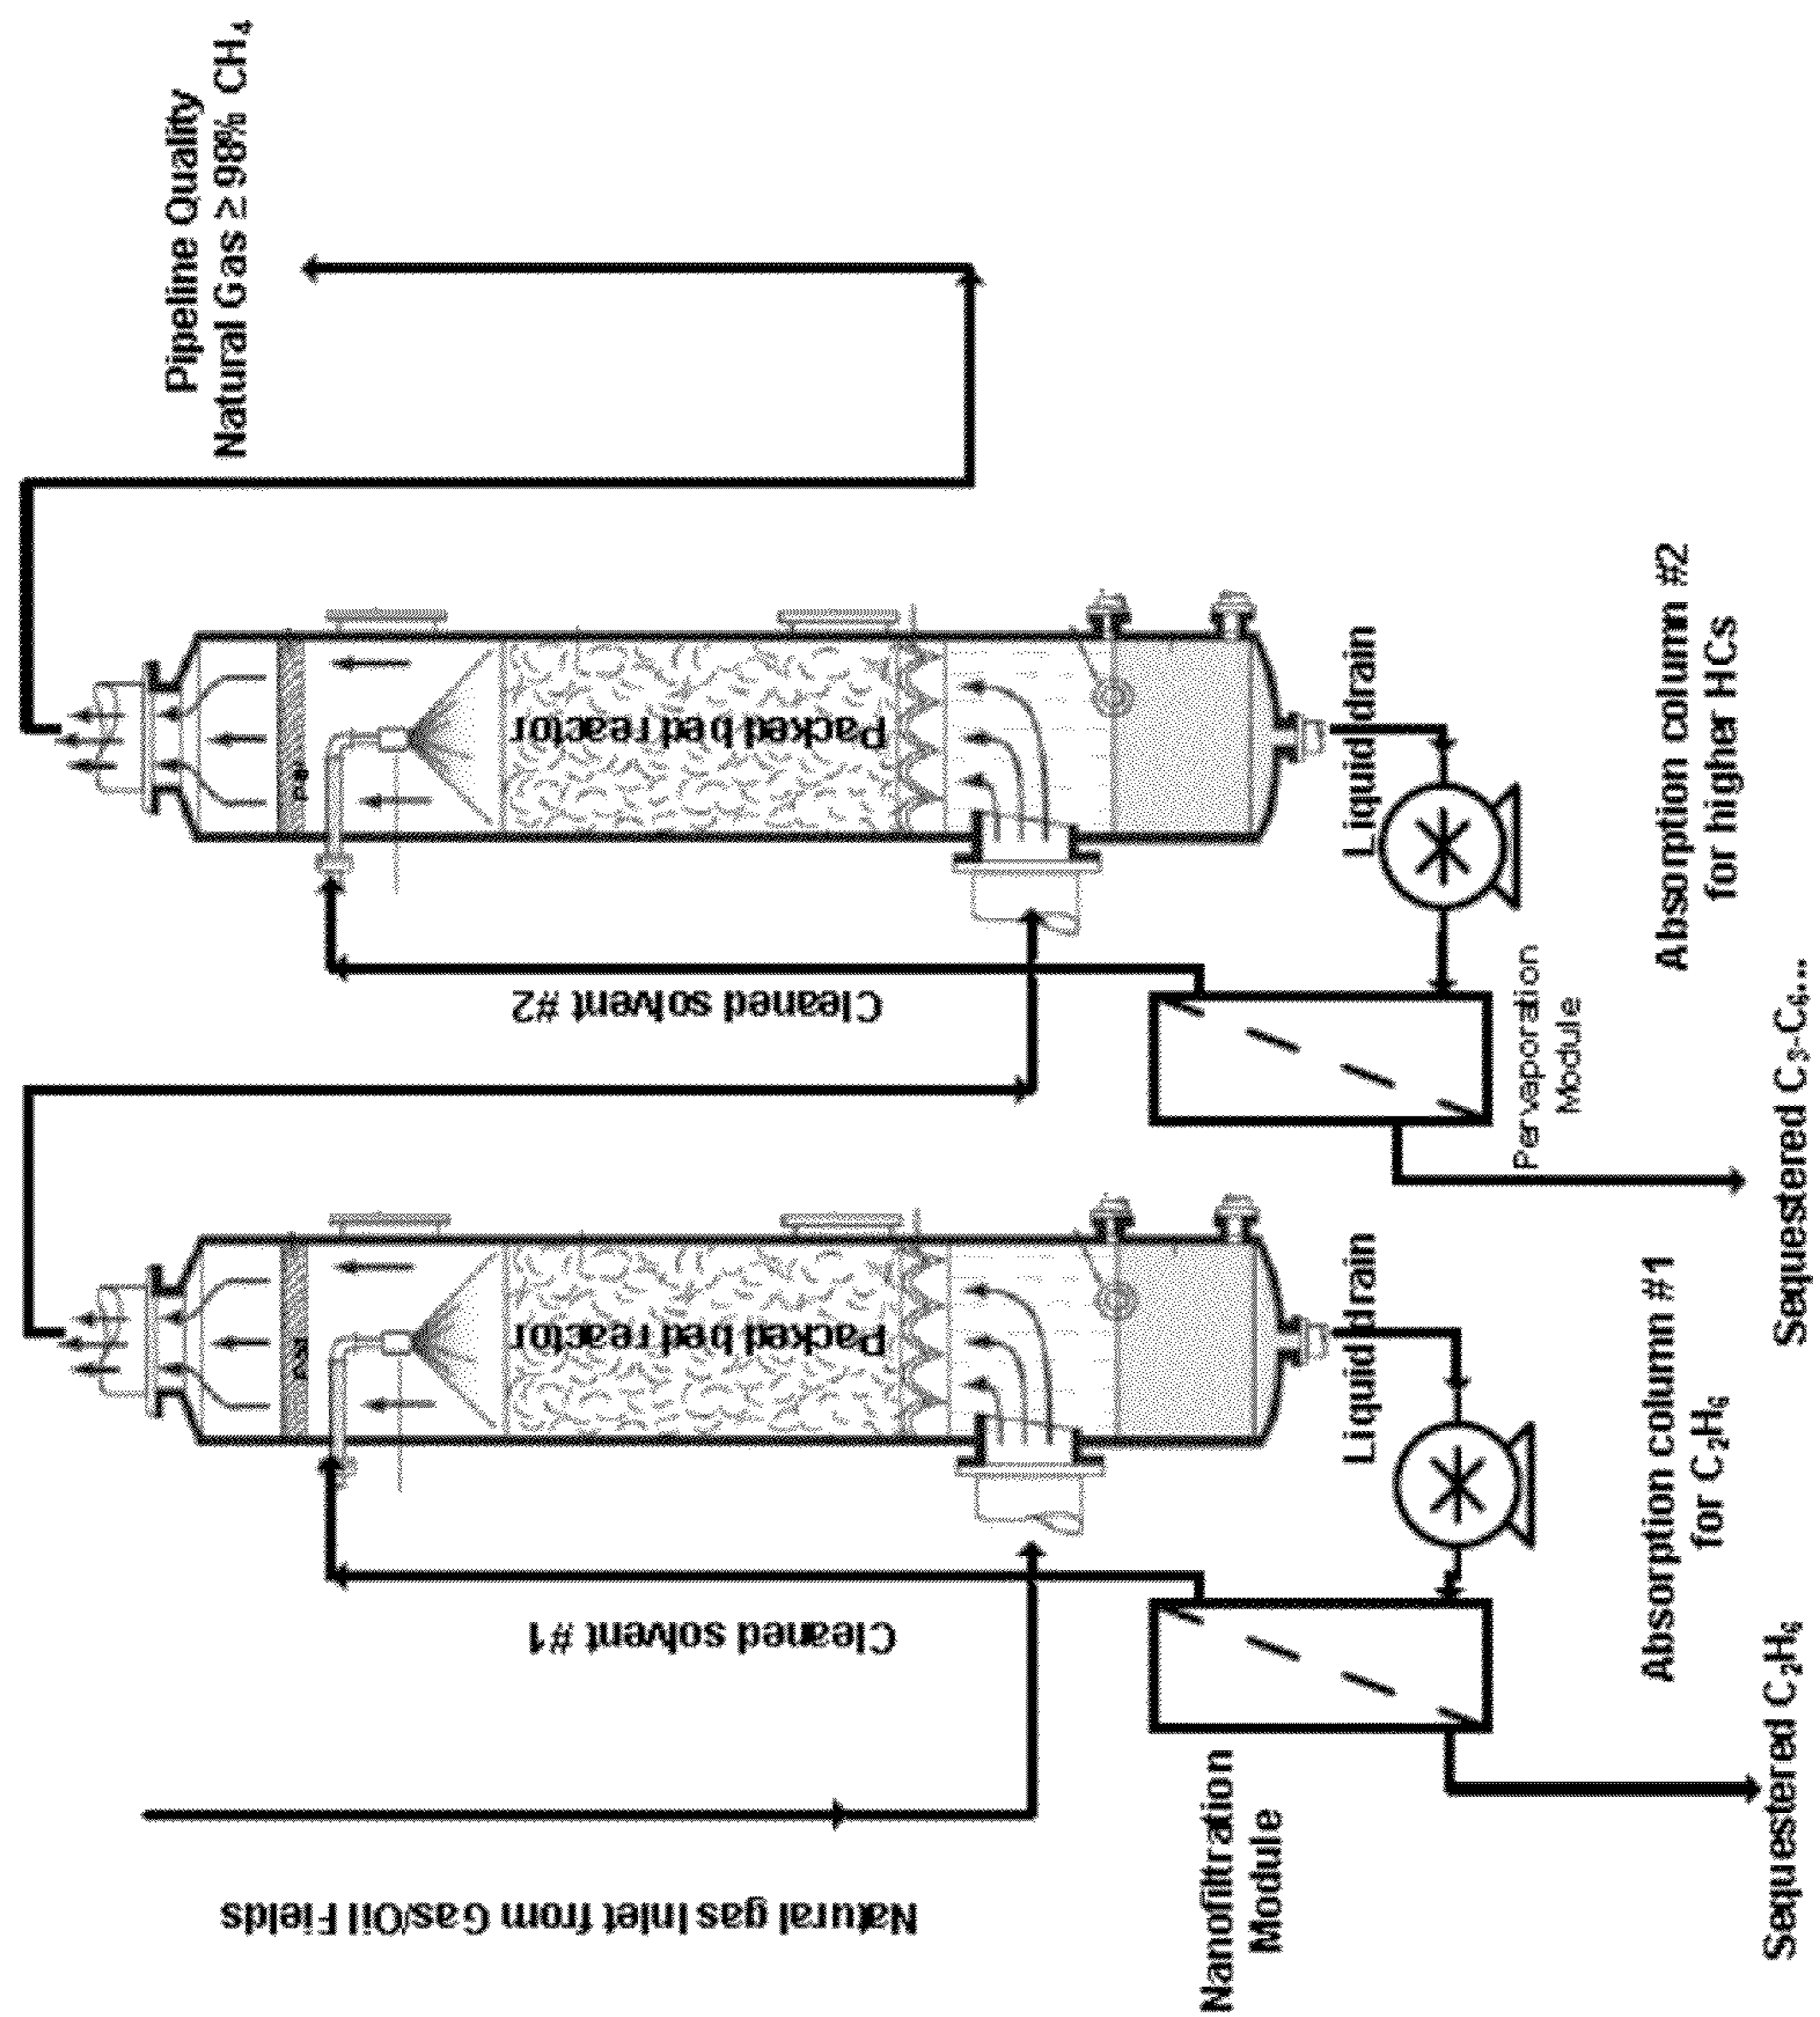 Pipeline Quality
Natural Gas ≥ 98% CH₄
Packed bed reactor
Cleaned solvent #2
Liquid drain
Pervaporation
Module
Absorption column #2
for higher HCs
Sequestered C₃-C₆...
Packed bed reactor
Cleaned solvent #1
Liquid drain
Absorption column #1
for C₂H₆
Natural gas Inlet from Gas/Oil Fields
Nanofiltration
Module
Sequestered C₂H₆